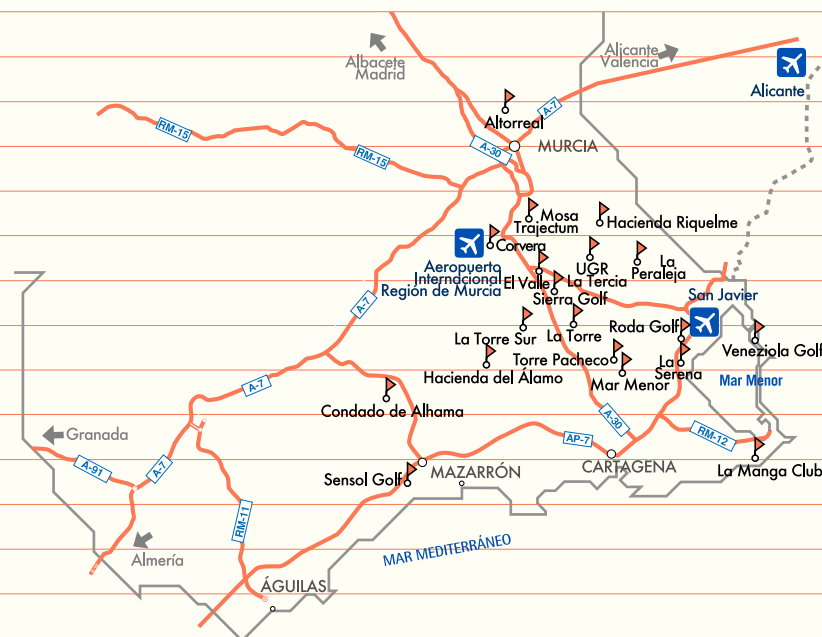 Albacete
Madrid
Alicante
Valencia
Alicante
A-7
Altorreal
RM-15
RM-15
A-30
MURCIA
Mosa
Trajectum
Hacienda Riquelme
Corvera
Aeropuerto
Internacional
Región de Murcia
El Valle
UGR
La Tercia
La
Peraleja
Sierra Golf
San Javier
A-7
La Torre Sur
La Torre
Roda Golf
Veneziola Golf
Torre Pacheco
Hacienda del Álamo
Mar Menor
La
Serena
Mar Menor
A-7
Condado de Alhama
A-30
Granada
AP-7
RM-12
A-91
A-7
Sensol Golf
MAZARRÓN
CARTAGENA
La Manga Club
RM-11
Almería
MAR MEDITERRÁNEO
ÁGUILAS